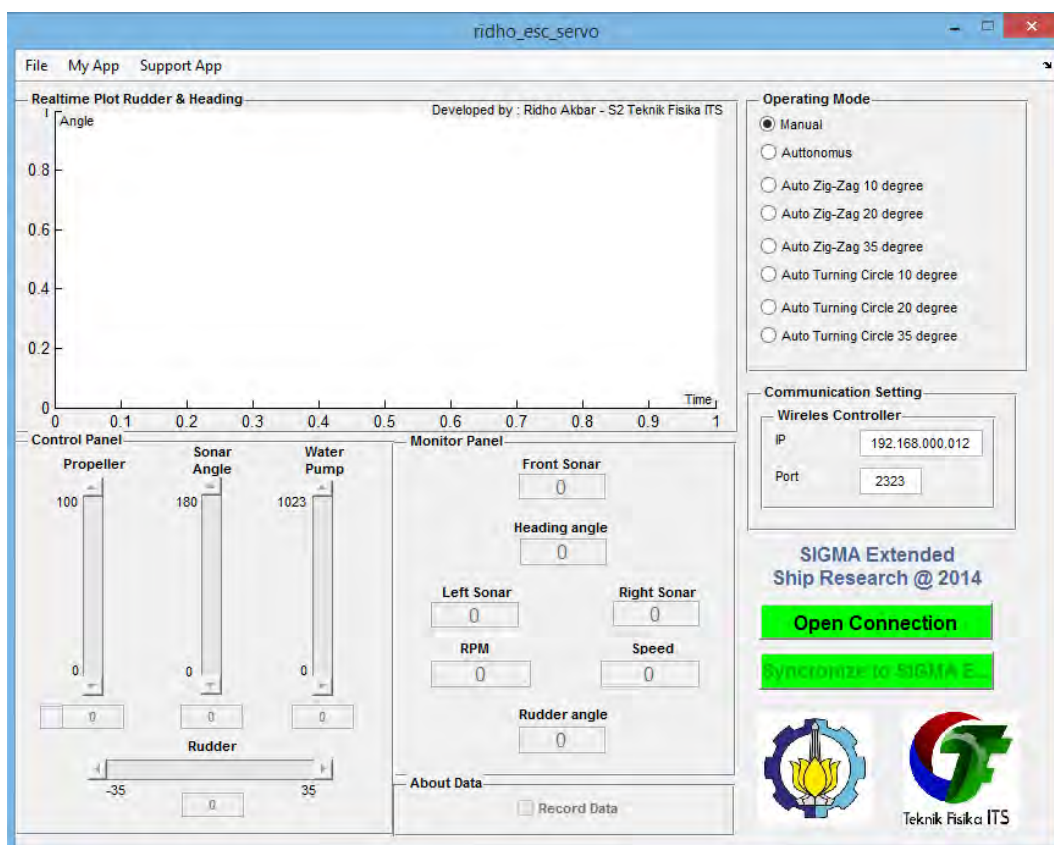 ridho_esc_servo
File My App Support App
Realtime Plot Rudder & Heading
Developed by : Ridho Akbar - S2 Teknik Fisika ITS
Angle
1
0.8
0.6
0.4
0.2
0
Time
0 0.1 0.2 0.3 0.4 0.5 0.6 0.7 0.8 0.9 1
Operating Mode
Manual
Auttonomus
Auto Zig-Zag 10 degree
Auto Zig-Zag 20 degree
Auto Zig-Zag 35 degree
Auto Turning Circle 10 degree
Auto Turning Circle 20 degree
Auto Turning Circle 35 degree
Communication Setting
Wireles Controller
IP 192.168.000.012
Port 2323
Control Panel
Propeller
100
0
0
Sonar
Angle
180
0
0
Water
Pump
1023
0
0
Rudder
-35 35
0
Monitor Panel
Front Sonar
0
Heading angle
0
Left Sonar Right Sonar
0 0
RPM Speed
0 0
Rudder angle
0
About Data
Record Data
SIGMA Extended
Ship Research @ 2014
Open Connection
Syncronize to SIGMA E...
Teknik Fisika ITS